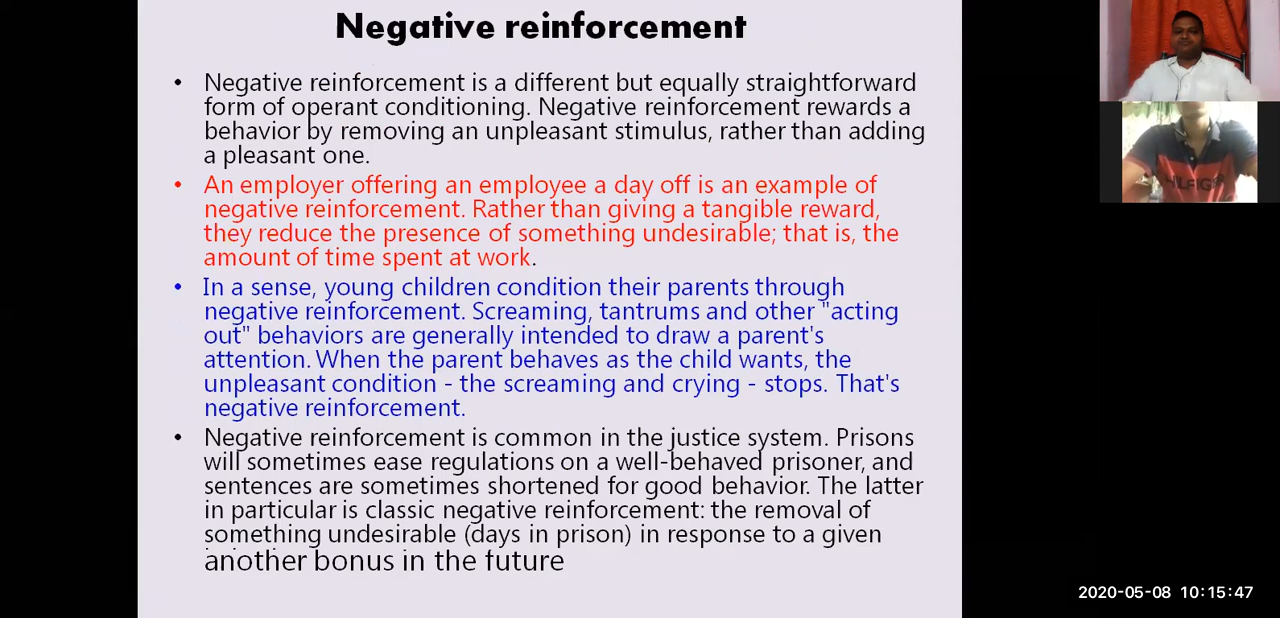 Negative reinforcement
• Negative reinforcement is a different but equally straightforward
form of operant conditioning. Negative reinforcement rewards a
behavior by removing an unpleasant stimulus, rather than adding
a pleasant one.
• An employer offering an employee a day off is an example of
negative reinforcement. Rather than giving a tangible reward,
they reduce the presence of something undesirable; that is, the
amount of time spent at work.
• In a sense, young children condition their parents through
negative reinforcement. Screaming, tantrums and other "acting
out" behaviors are generally intended to draw a parent's
attention. When the parent behaves as the child wants, the
unpleasant condition - the screaming and crying - stops. That's
negative reinforcement.
• Negative reinforcement is common in the justice system. Prisons
will sometimes ease regulations on a well-behaved prisoner, and
sentences are sometimes shortened for good behavior. The latter
in particular is classic negative reinforcement: the removal of
something undesirable (days in prison) in response to a given
another bonus in the future
2020-05-08 10:15:47